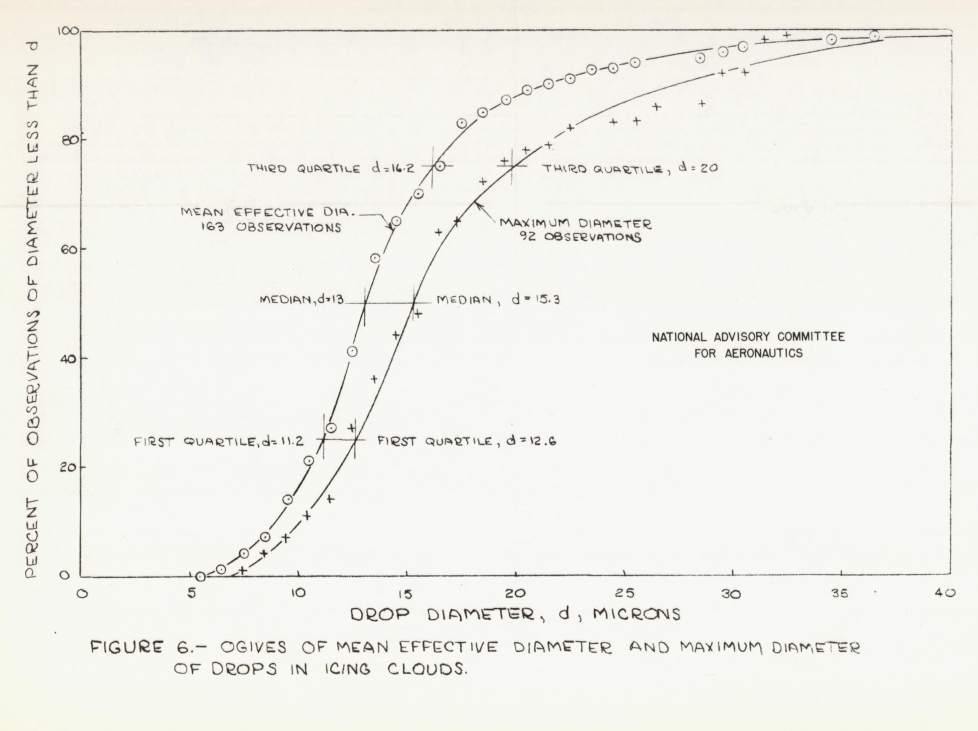 PERCENT OF OBSERVATIONS OF DIAMETER LESS THAN d
100
80
60
40
20
0
THIRD QUARTILE d=16.2
THIRD QUARTILE, d=20
MEAN EFFECTIVE DIA.
163 OBSERVATIONS
MAXIMUM DIAMETER
92 OBSERVATIONS
MEDIAN, d=13
MEDIAN, d=15.3
NATIONAL ADVISORY COMMITTEE
FOR AERONAUTICS
FIRST QUARTILE, d=11.2
FIRST QUARTILE, d=12.6
0 5 10 15 20 25 30 35 40
DROP DIAMETER, d, MICRONS
FIGURE 6.- OGIVES OF MEAN EFFECTIVE DIAMETER AND MAXIMUM DIAMETER
OF DROPS IN ICING CLOUDS.